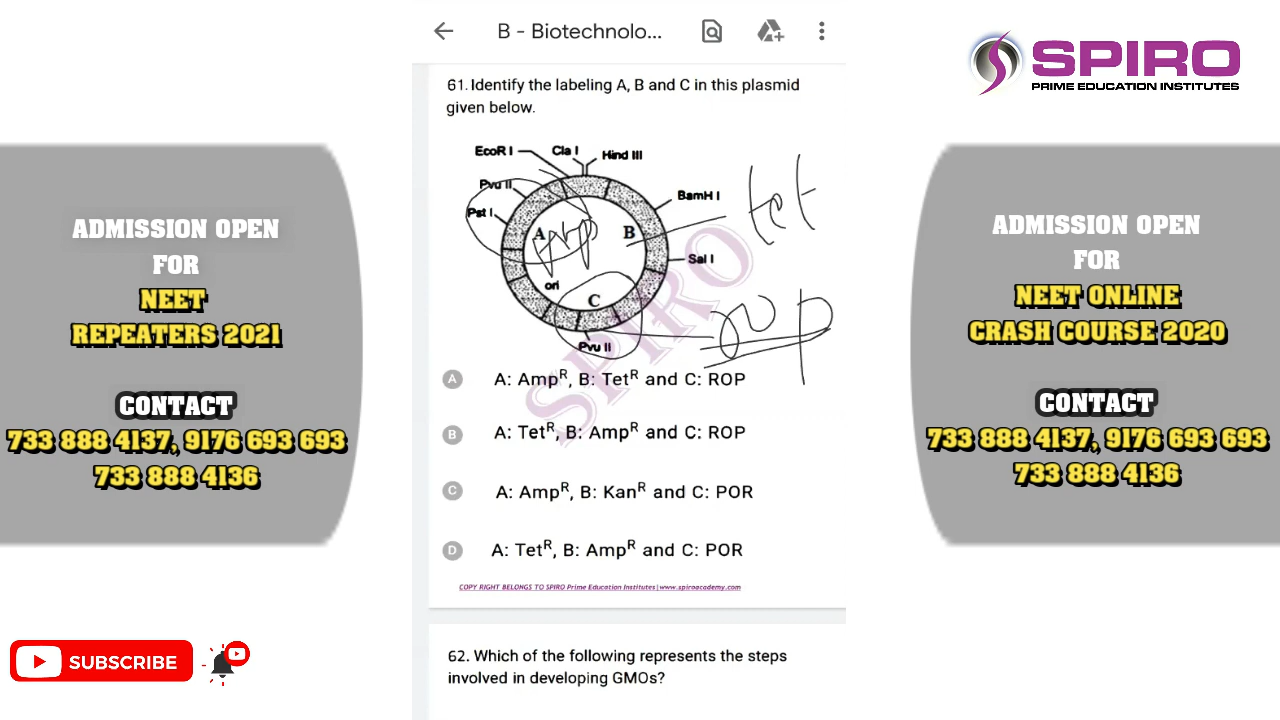 B - Biotechnolo...
SPIRO
PRIME EDUCATION INSTITUTES
61. Identify the labeling A, B and C in this plasmid
given below.
EcoR I
Cla I
Hind III
Pvu II
BamH I
Pst I
A
B
Sal I
ori
C
Pvu II
amp
tet
rop
SPIRO
A A: Amp^R, B: Tet^R and C: ROP
B A: Tet^R, B: Amp^R and C: ROP
C A: Amp^R, B: Kan^R and C: POR
D A: Tet^R, B: Amp^R and C: POR
COPY RIGHT BELONGS TO SPIRO Prime Education Institutes|www.spiroacademy.com
62. Which of the following represents the steps
involved in developing GMOs?
ADMISSION OPEN
FOR
NEET
REPEATERS 2021
CONTACT
733 888 4137, 9176 693 693
733 888 4136
ADMISSION OPEN
FOR
NEET ONLINE
CRASH COURSE 2020
CONTACT
733 888 4137, 9176 693 693
733 888 4136
SUBSCRIBE